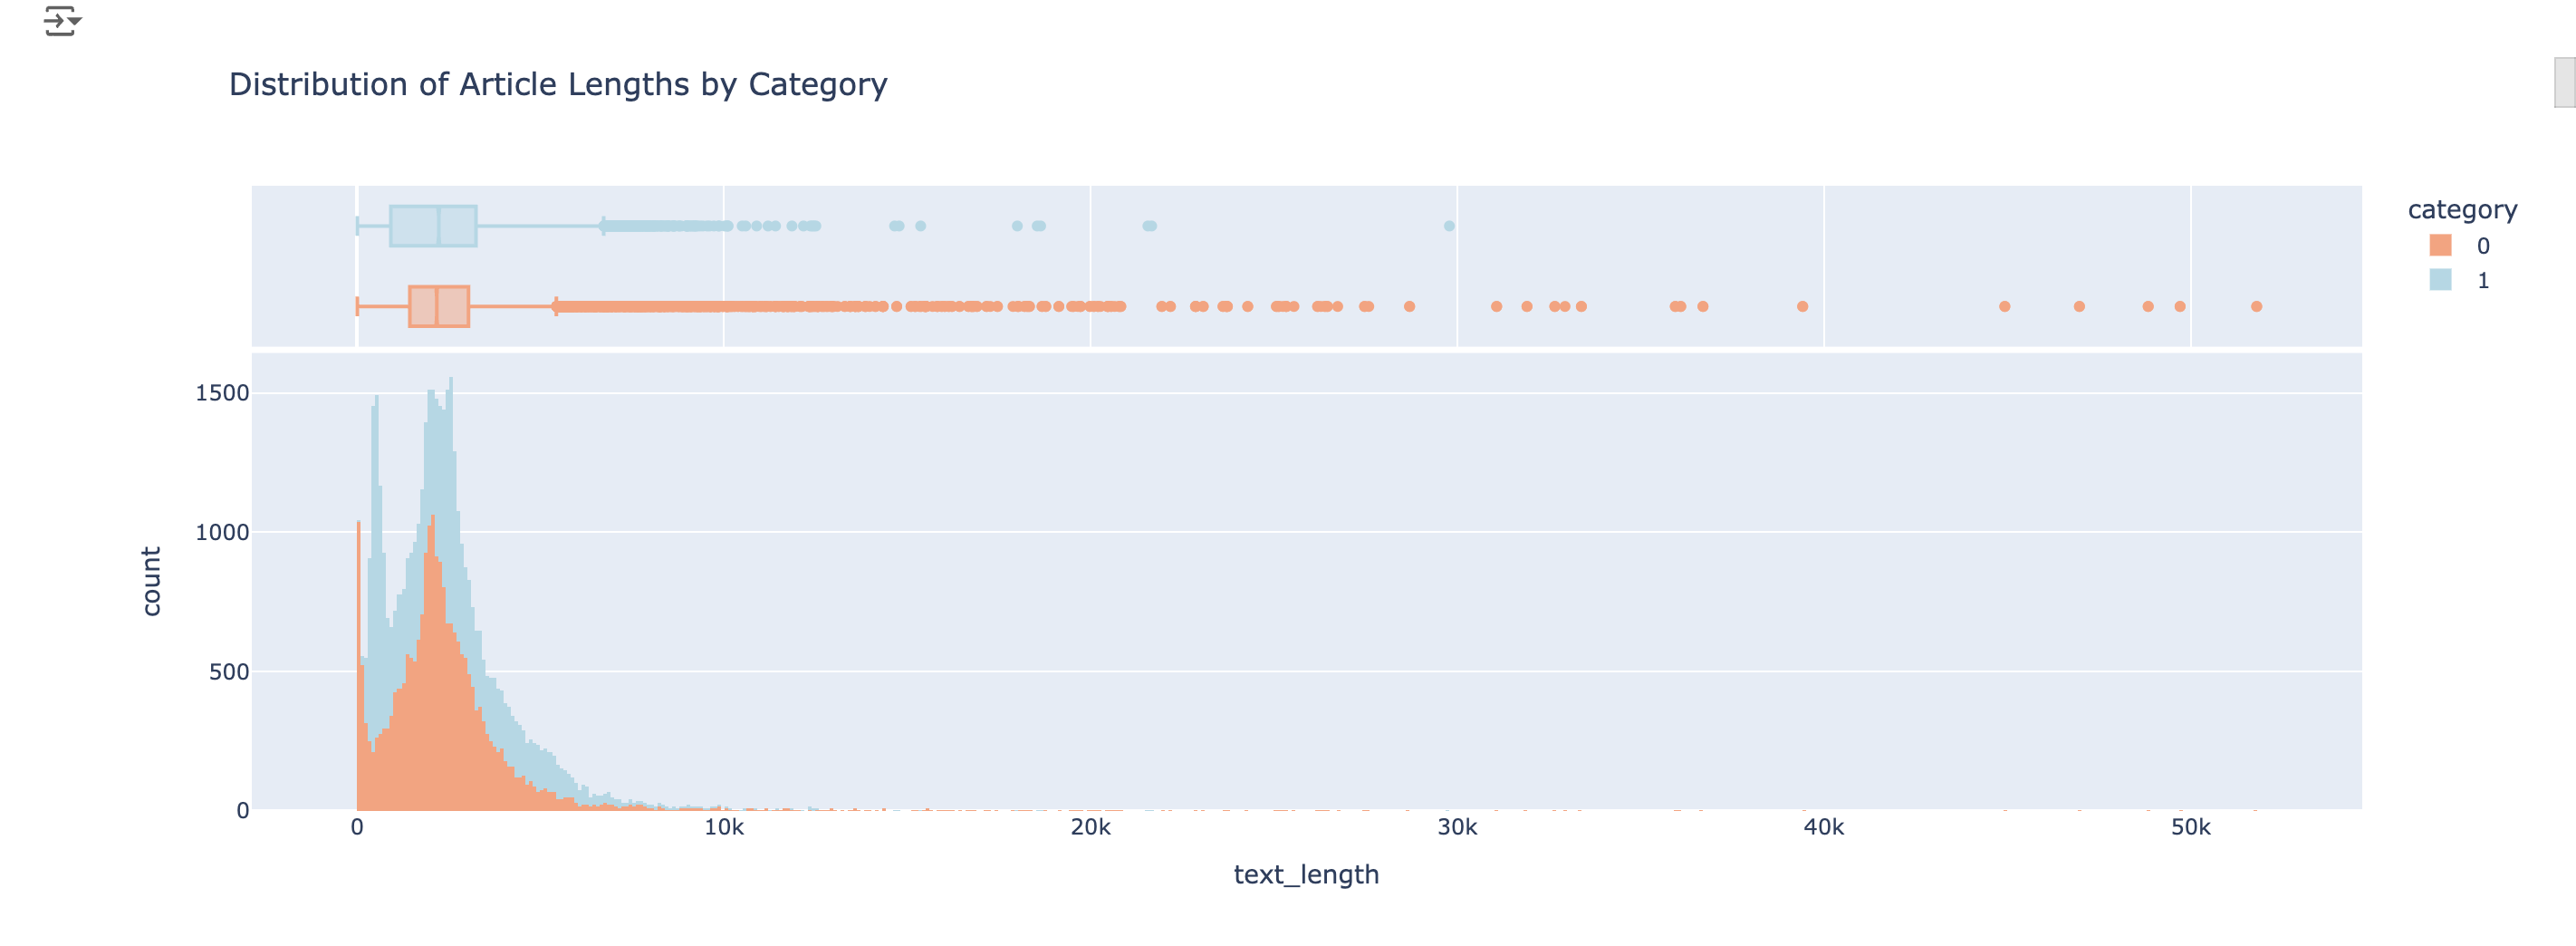 Distribution of Article Lengths by Category
category
0
1
1500
1000
500
0
count
0 10k 20k 30k 40k 50k
text_length